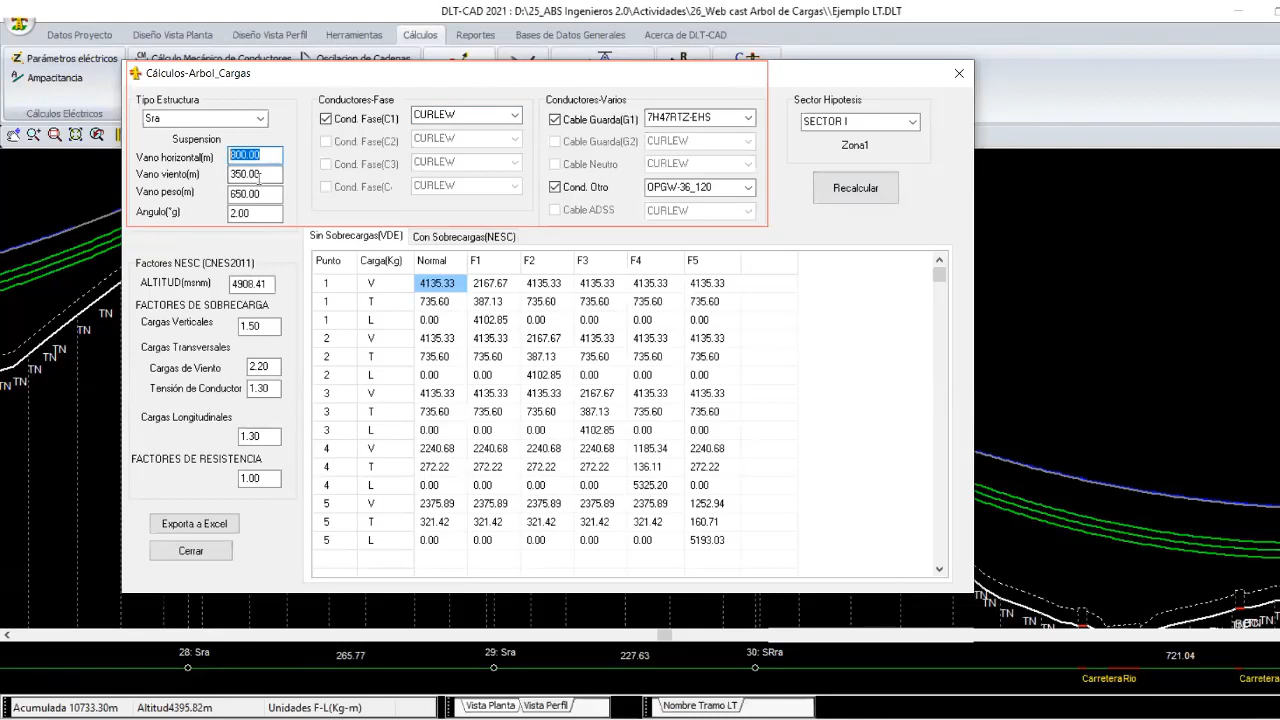 DLT-CAD 2021 : D:\25_ABS Ingenieros 2.0\Actividades\26_Web cast Arbol de Cargas\\Ejemplo LT.DLT
Datos Proyecto Diseño Vista Planta Diseño Vista Perfil Herramientas Cálculos Reportes Bases de Datos Generales Acerca de DLT-CAD
Parámetros eléctricos Cálculo Mecánico de Conductores Oscilacion de Cadenas
Ampacitancia
Cálculos Eléctricos
Cálculos-Arbol_Cargas
Tipo Estructura Conductores-Fase Conductores-Varios Sector Hipotesis
Sra Cond. Fase(C1) CURLEW Cable Guarda(G1) 7H47RTZ-EHS SECTOR I
Suspension Cond. Fase(C2) CURLEW Cable Guarda(G2) CURLEW Zona1
Vano horizontal(m) 800.00 Cond. Fase(C3) CURLEW Cable Neutro CURLEW
Vano viento(m) 350.00
Vano peso(m) 650.00 Cond. Fase(C CURLEW Cond. Otro OPGW-36_120 Recalcular
Angulo(°g) 2.00 Cable ADSS CURLEW
Sin Sobrecargas(VDE) Con Sobrecargas(NESC)
Factores NESC (CNES2011)
ALTITUD(msnm) 4908.41
FACTORES DE SOBRECARGA
Cargas Verticales 1.50
Cargas Transversales
Cargas de Viento 2.20
Tensión de Conductor 1.30
Cargas Longitudinales
1.30
FACTORES DE RESISTENCIA
1.00
Exporta a Excel
Cerrar
Punto Carga(Kg) Normal F1 F2 F3 F4 F5
1 V 4135.33 2167.67 4135.33 4135.33 4135.33 4135.33
1 T 735.60 387.13 735.60 735.60 735.60 735.60
1 L 0.00 4102.85 0.00 0.00 0.00 0.00
2 V 4135.33 4135.33 2167.67 4135.33 4135.33 4135.33
2 T 735.60 735.60 387.13 735.60 735.60 735.60
2 L 0.00 0.00 4102.85 0.00 0.00 0.00
3 V 4135.33 4135.33 4135.33 2167.67 4135.33 4135.33
3 T 735.60 735.60 735.60 387.13 735.60 735.60
3 L 0.00 0.00 0.00 4102.85 0.00 0.00
4 V 2240.68 2240.68 2240.68 2240.68 1185.34 2240.68
4 T 272.22 272.22 272.22 272.22 136.11 272.22
4 L 0.00 0.00 0.00 0.00 5325.20 0.00
5 V 2375.89 2375.89 2375.89 2375.89 2375.89 1252.94
5 T 321.42 321.42 321.42 321.42 321.42 160.71
5 L 0.00 0.00 0.00 0.00 5193.03
TN
TN
TN
TN
TN
TN TN
TN
TN
TN
TN
TN
28: Sra 265.77 29: Sra 227.63 30: SRra 721.04
CarreteraRio Carretera
Acumulada 10733.30m Altitud4395.82m Unidades F-L(Kg-m) Vista Planta Vista Perfil Nombre Tramo LT